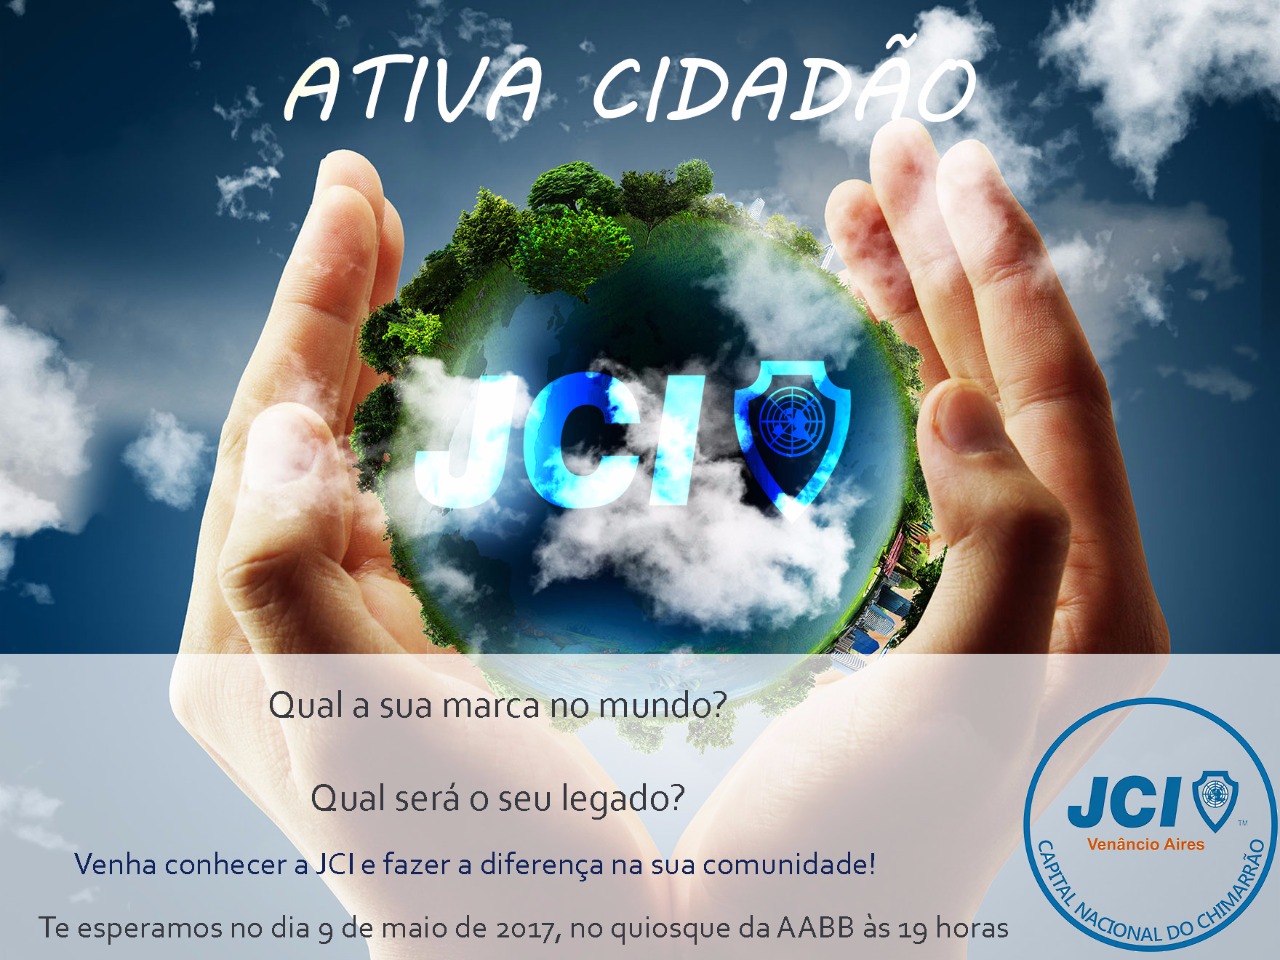 ATIVA CIDADÃO
JCI
Qual a sua marca no mundo?
Qual será o seu legado?
Venha conhecer a JCI e fazer a diferença na sua comunidade!
Te esperamos no dia 9 de maio de 2017, no quiosque da AABB às 19 horas
JCI TM
Venâncio Aires
CAPITAL NACIONAL DO CHIMARRÃO